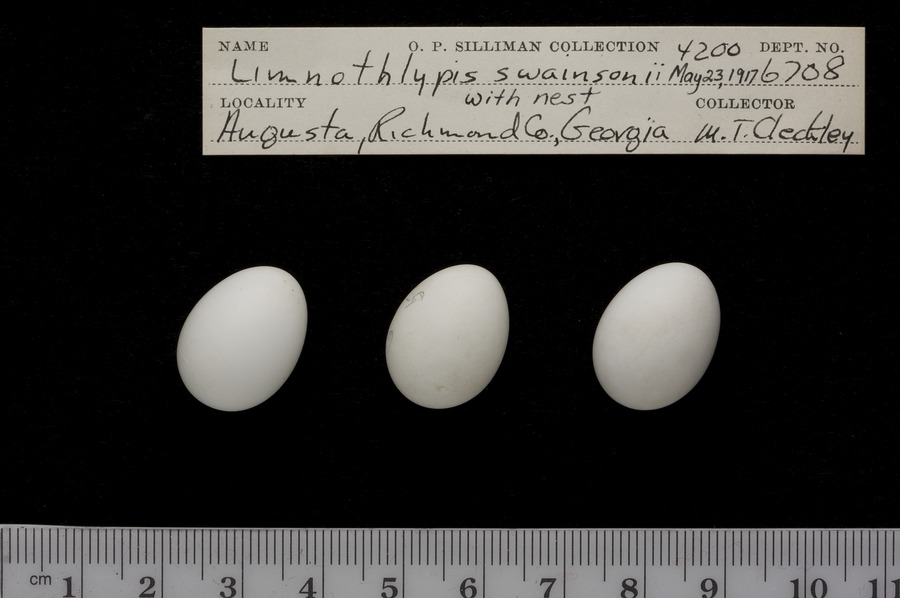 NAME O. P. SILLIMAN COLLECTION 4200 DEPT. NO.
Limnothlypis swainsonii May 23, 1917 6708
LOCALITY with nest COLLECTOR
Augusta, Richmond Co., Georgia M. T. Cleckley
cm 1 2 3 4 5 6 7 8 9 10 11